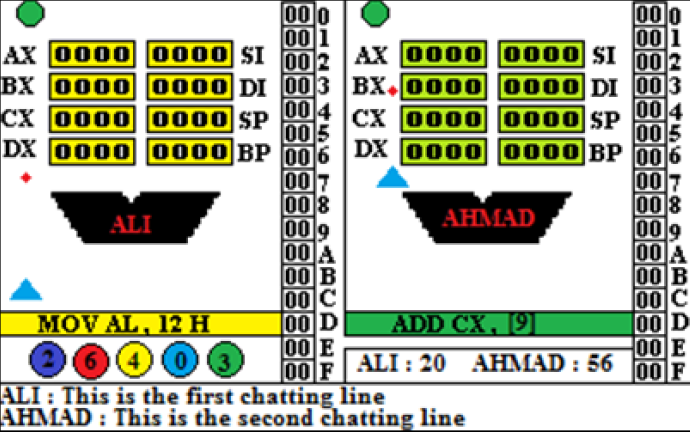 00 0 00 0
00 1 00 1
AX 0000 0000 SI 00 2 AX 0000 0000 SI 00 2
BX 0000 0000 DI 00 3 BX 0000 0000 DI 00 3
CX 0000 0000 SP 00 4 CX 0000 0000 SP 00 4
00 5 00 5
DX 0000 0000 BP 00 6 DX 0000 0000 BP 00 6
00 7 00 7
00 8 00 8
ALI 00 9 AHMAD 00 9
00 A 00 A
00 B 00 B
00 C 00 C
MOV AL , 12 H 00 D ADD CX , [9] 00 D
00 E 00 E
2 6 4 0 3 00 F ALI : 20 AHMAD : 56 00 F
ALI : This is the first chatting line
AHMAD : This is the second chatting line